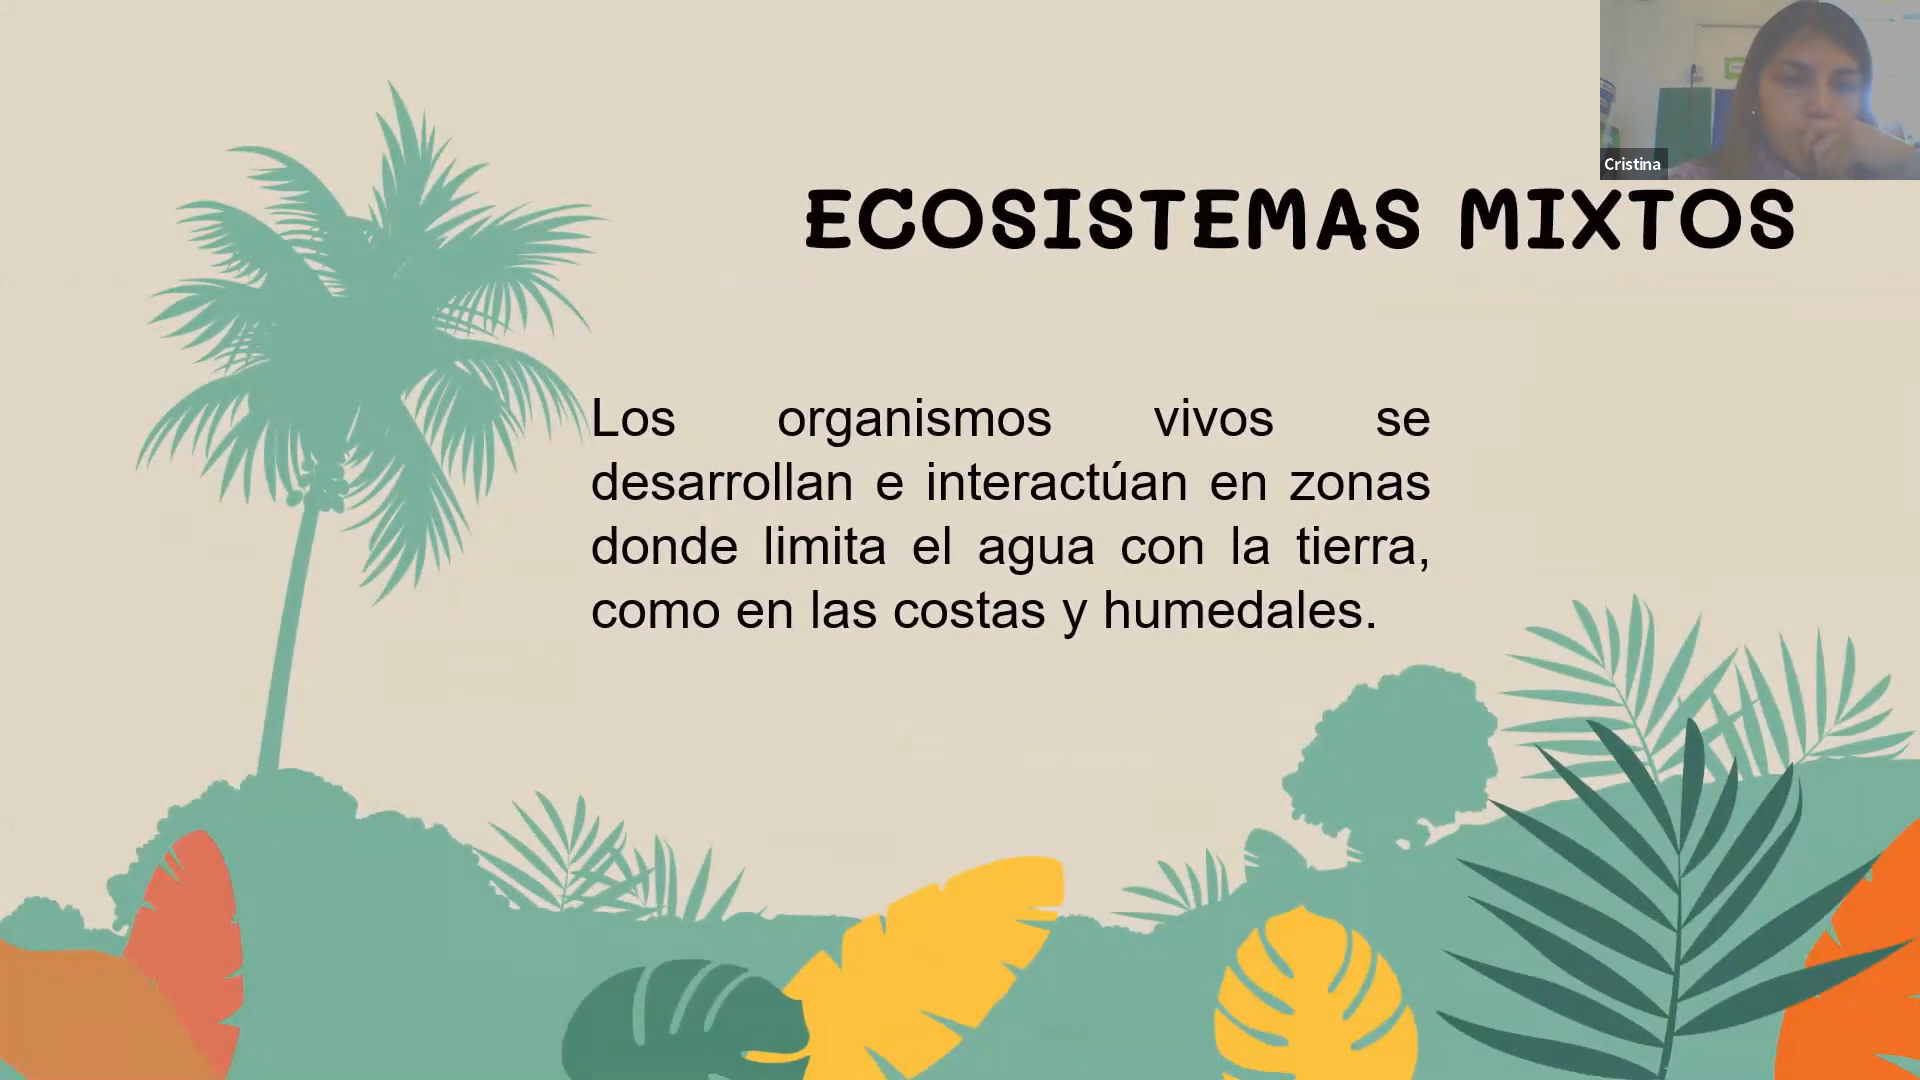 Cristina
ECOSISTEMAS MIXTOS
Los organismos vivos se
desarrollan e interactúan en zonas
donde limita el agua con la tierra,
como en las costas y humedales.